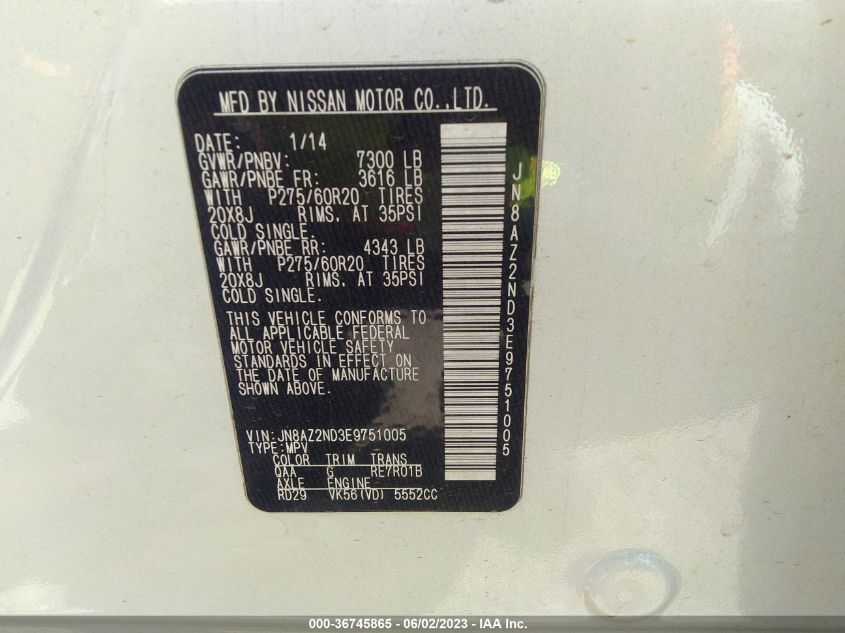 MFD BY NISSAN MOTOR CO.,LTD.
DATE: 1/14
GVWR/PNBV: 7300 LB
GAWR/PNBE FR: 3616 LB
WITH P275/60R20 TIRES
20X8J RIMS. AT 35PSI
COLD SINGLE.
GAWR/PNBE RR: 4343 LB
WITH P275/60R20 TIRES
20X8J RIMS. AT 35PSI
COLD SINGLE.
THIS VEHICLE CONFORMS TO
ALL APPLICABLE FEDERAL
MOTOR VEHICLE SAFETY
STANDARDS IN EFFECT ON
THE DATE OF MANUFACTURE
SHOWN ABOVE.
VIN:JN8AZ2ND3E9751005
TYPE:MPV
COLOR TRIM TRANS
QAA G RE7R01B
AXLE ENGINE
RD29 VK56(VD) 5552CC
JN8AZ2ND3E9751005
000-36745865 - 06/02/2023 - IAA Inc.